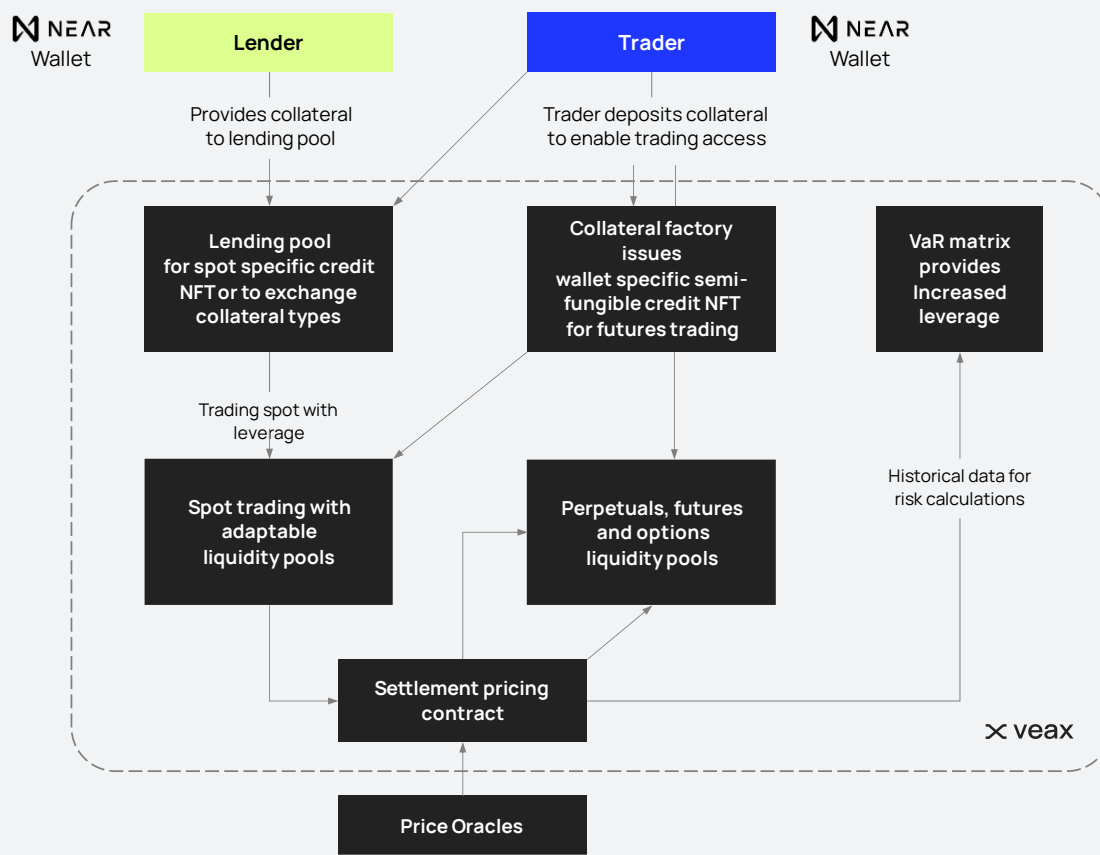 NEAR
Wallet
Lender
Trader
NEAR
Wallet
Provides collateral
to lending pool
Trader deposits collateral
to enable trading access
Lending pool
for spot specific credit
NFT or to exchange
collateral types
Collateral factory
issues
wallet specific semi-
fungible credit NFT
for futures trading
VaR matrix
provides
Increased
leverage
Trading spot with
leverage
Historical data for
risk calculations
Spot trading with
adaptable
liquidity pools
Perpetuals, futures
and options
liquidity pools
Settlement pricing
contract
veax
Price Oracles